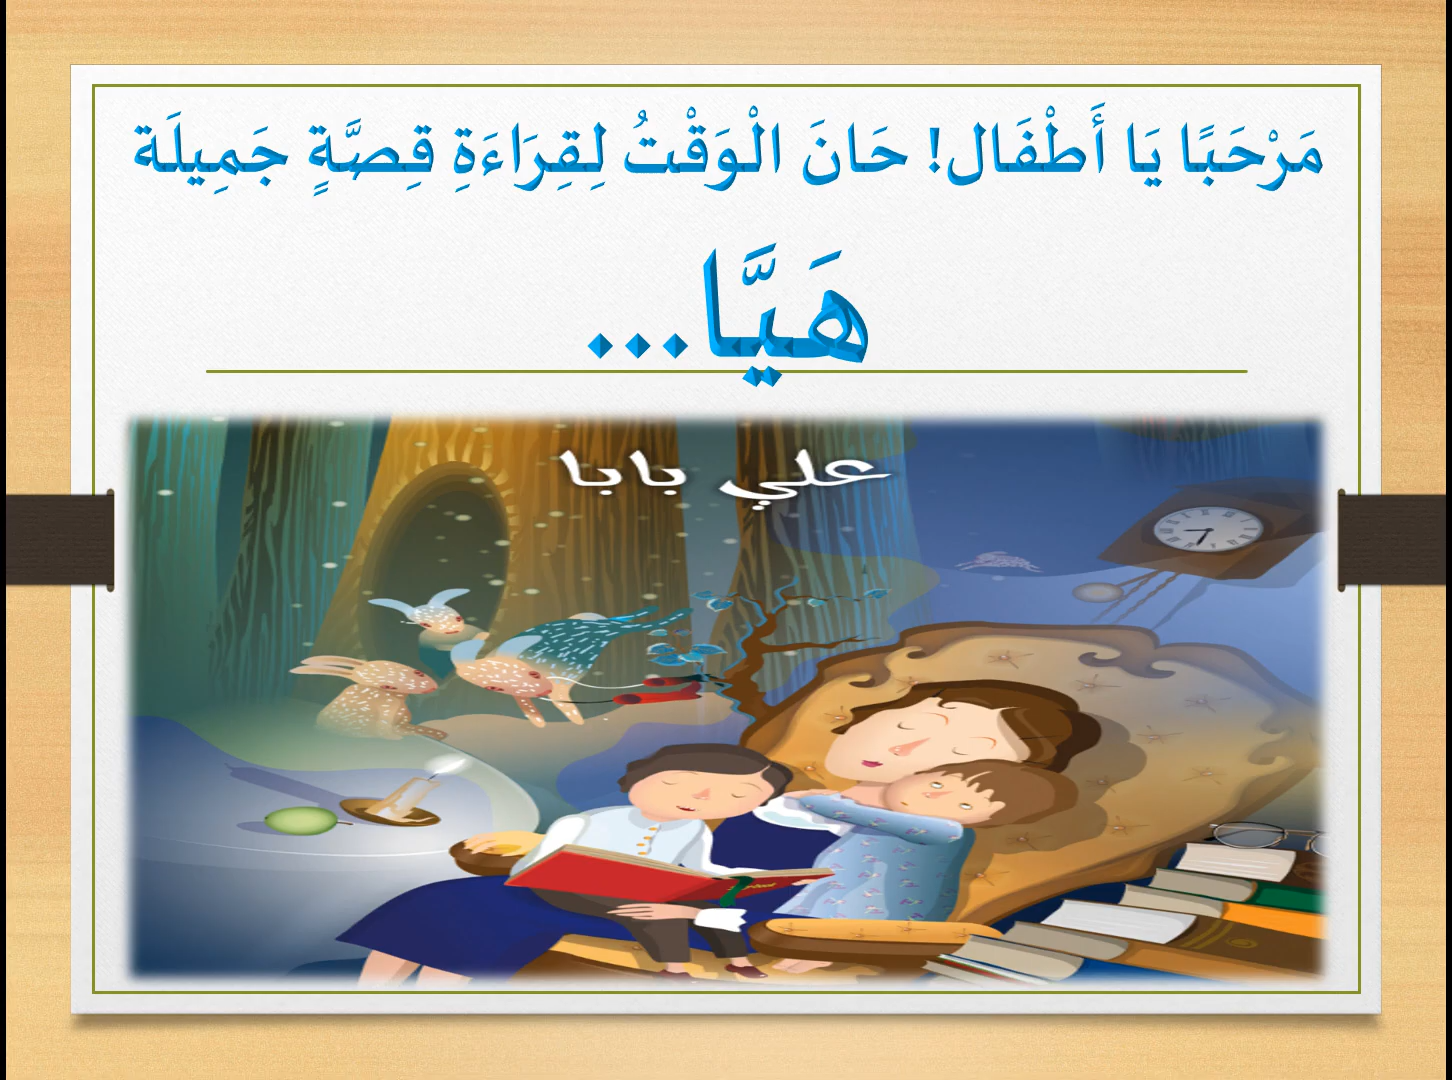 مَرْحَبًا يَا أَطْفَال! حَانَ الْوَقْتُ لِقِرَاءَةِ قِصَّةٍ جَمِيلَة
هَيَّا...
علي بابا